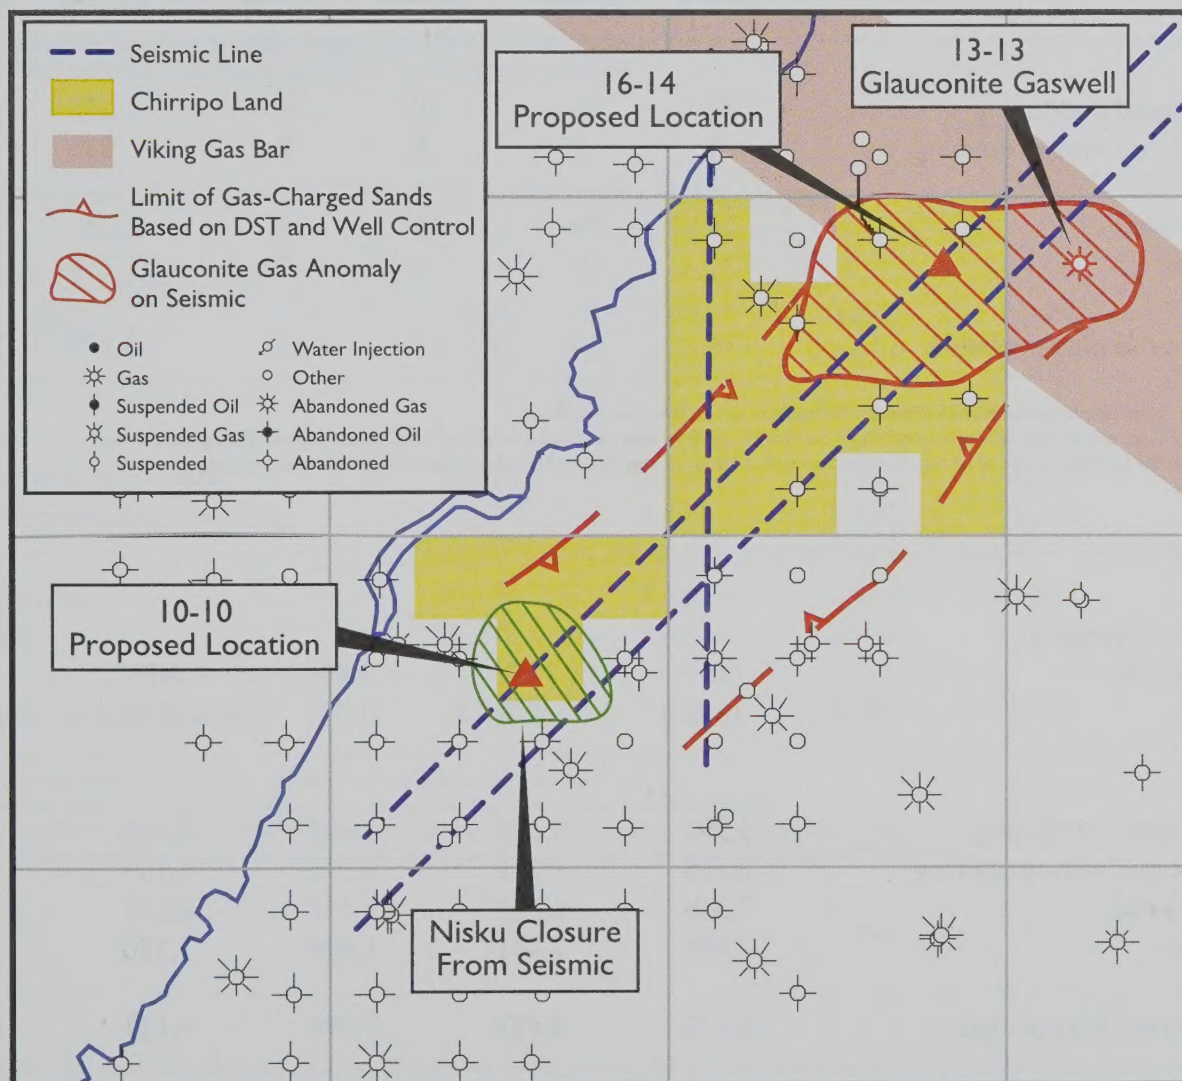 Seismic Line
Chirripo Land
Viking Gas Bar
Limit of Gas-Charged Sands
Based on DST and Well Control
Glauconite Gas Anomaly
on Seismic
Oil
Water Injection
Gas
Other
Suspended Oil
Abandoned Gas
Suspended Gas
Abandoned Oil
Suspended
Abandoned
16-14
Proposed Location
13-13
Glauconite Gaswell
10-10
Proposed Location
Nisku Closure
From Seismic